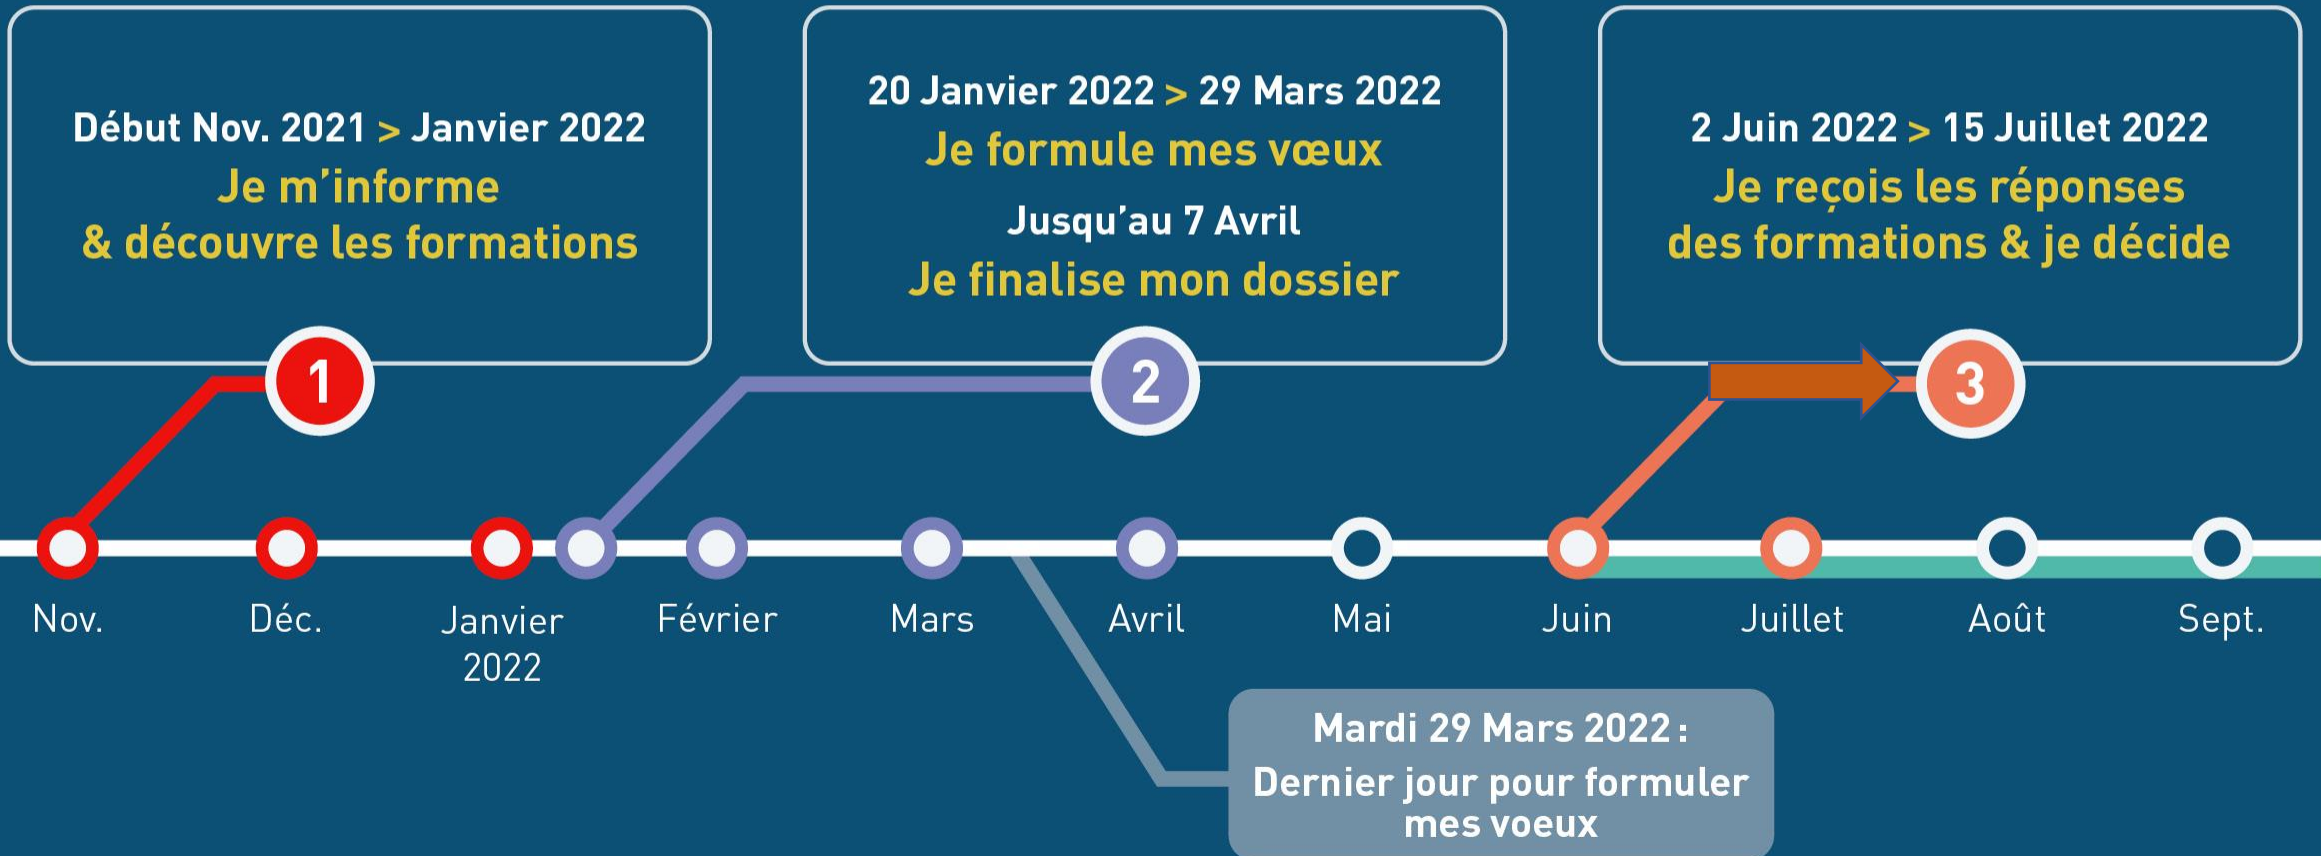 Début Nov. 2021 > Janvier 2022
Je m’informe
& découvre les formations
1
20 Janvier 2022 > 29 Mars 2022
Je formule mes vœux
Jusqu’au 7 Avril
Je finalise mon dossier
2
2 Juin 2022 > 15 Juillet 2022
Je reçois les réponses
des formations & je décide
3
Nov.
Déc.
Janvier
2022
Février
Mars
Avril
Mai
Juin
Juillet
Août
Sept.
Mardi 29 Mars 2022 :
Dernier jour pour formuler
mes voeux